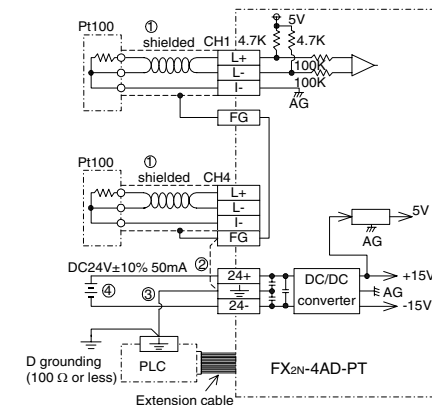 Pt100
①
shielded
CH1
4.7K
5V
4.7K
L+
L-
I-
100K
100K
AG
FG
Pt100
①
shielded
CH4
L+
L-
I-
FG
②
5V
AG
DC24V±10% 50mA
24+
24-
④
③
DC/DC
converter
+15V
AG
-15V
D grounding
(100 Ω or less)
PLC
FX2N-4AD-PT
Extension cable